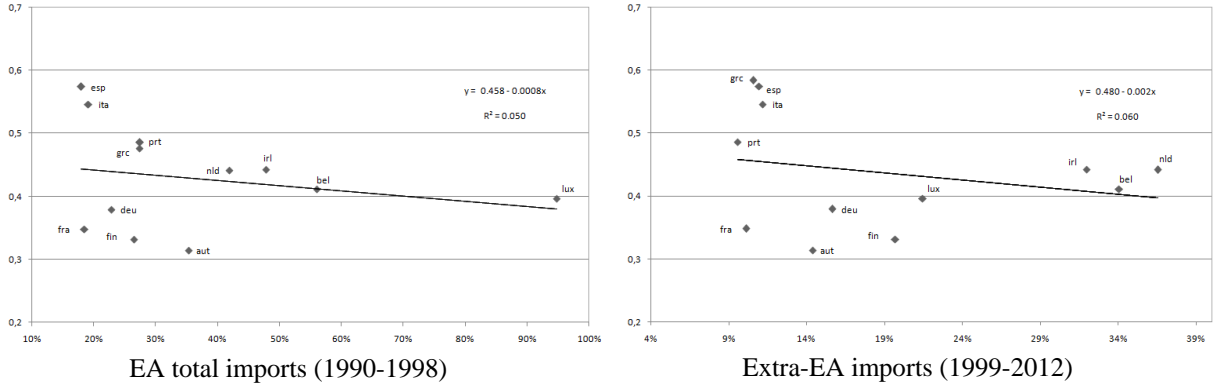 0,7
0,6
0,5
0,4
0,3
0,2
10% 20% 30% 40% 50% 60% 70% 80% 90% 100%
esp
ita
prt
grc
nld
irl
bel
lux
deu
fra
fin
aut
y = 0.458 - 0.0008x
R² = 0.050
EA total imports (1990-1998)
0,7
0,6
0,5
0,4
0,3
0,2
4% 9% 14% 19% 24% 29% 34% 39%
grc
esp
ita
prt
irl
nld
bel
lux
deu
fra
fin
aut
y = 0.480 - 0.002x
R² = 0.060
Extra-EA imports (1999-2012)